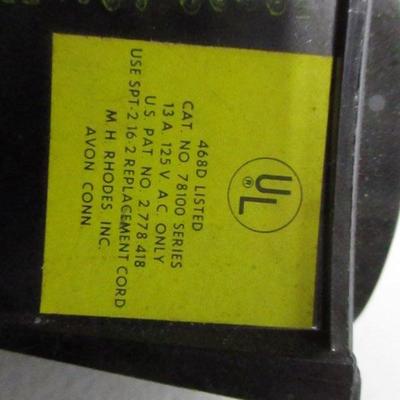 UL
®
468D LISTED
CAT. NO. 78100 SERIES
13 A. 125 V. A.C. ONLY
U.S. PAT NO. 2 778 418
USE SPT-2 16-2 REPLACEMENT CORD
M. H. RHODES INC.
AVON CONN.